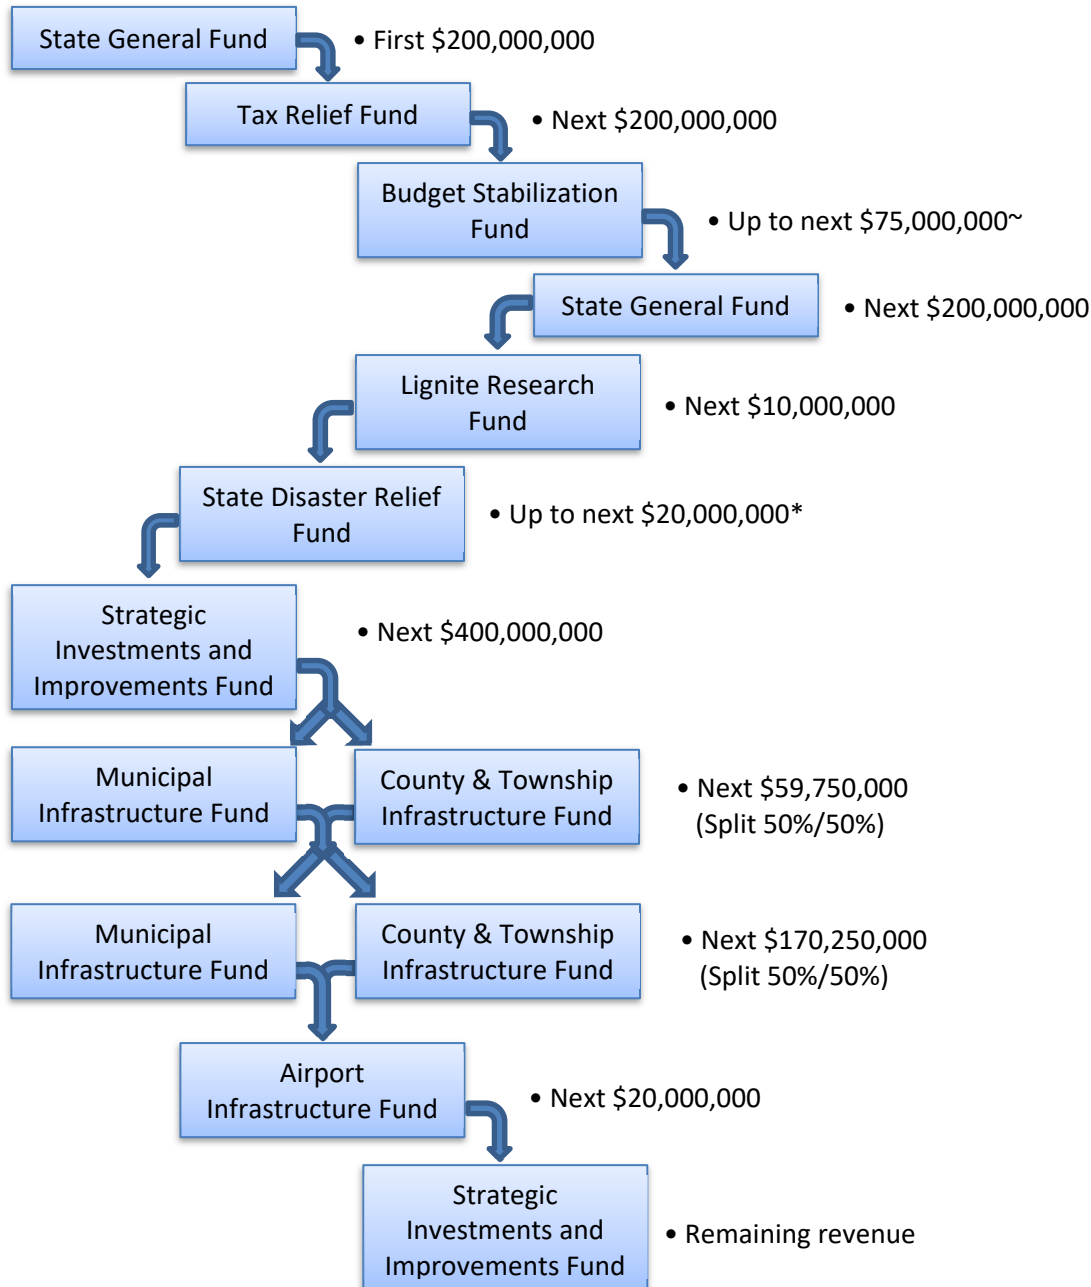 State General Fund
• First $200,000,000
Tax Relief Fund
• Next $200,000,000
Budget Stabilization
Fund
• Up to next $75,000,000~
State General Fund
• Next $200,000,000
Lignite Research
Fund
• Next $10,000,000
State Disaster Relief
Fund
• Up to next $20,000,000*
Strategic
Investments and
Improvements Fund
• Next $400,000,000
Municipal
Infrastructure Fund
County & Township
Infrastructure Fund
• Next $59,750,000
(Split 50%/50%)
Municipal
Infrastructure Fund
County & Township
Infrastructure Fund
• Next $170,250,000
(Split 50%/50%)
Airport
Infrastructure Fund
• Next $20,000,000
Strategic
Investments and
Improvements Fund
• Remaining revenue